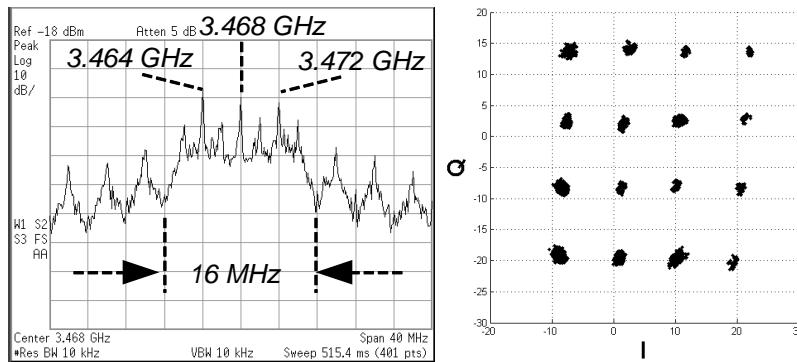 Ref -18 dBm Atten 5 dB
3.468 GHz
Peak
Log
10
dB/
3.464 GHz
3.472 GHz
W1 S2
S3 FS
AA
16 MHz
Center 3.468 GHz Span 40 MHz
#Res BW 10 kHz VBW 10 kHz Sweep 515.4 ms (401 pts)
20
15
10
5
0
-5
-10
-15
-20
-25
-30
Q
-20 -10 0 10 20 30
I